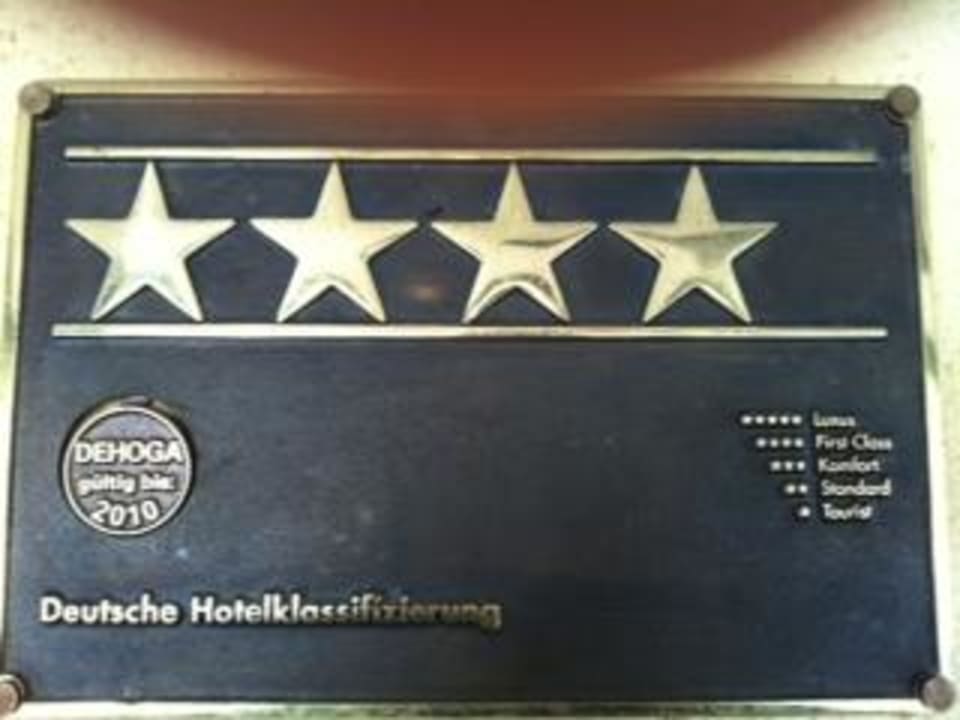 DEHOGA
gültig bis:
2010
***** Luxus
**** First Class
*** Komfort
** Standard
* Tourist
Deutsche Hotelklassifizierung